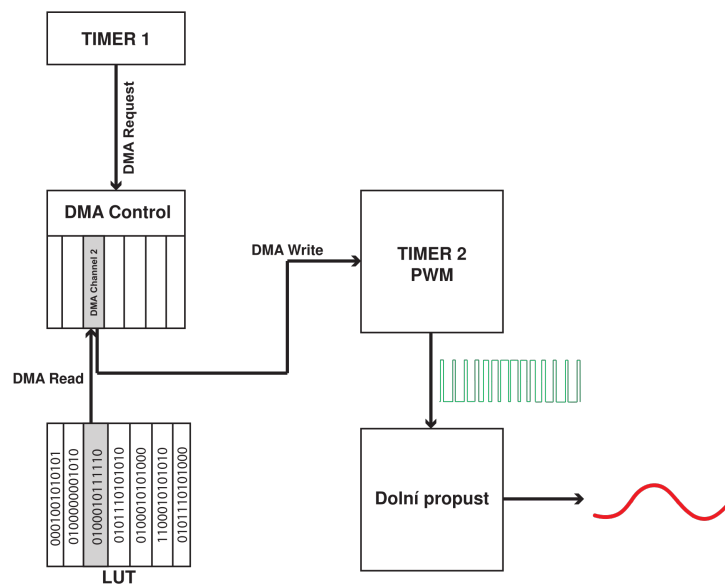 TIMER 1
DMA Request
DMA Control
DMA Channel 2
DMA Write
TIMER 2
PWM
DMA Read
0001001010101
0100000001010
0100010111110
0101110101010
0100010101000
1100010101010
0101110101000
LUT
Dolní propust